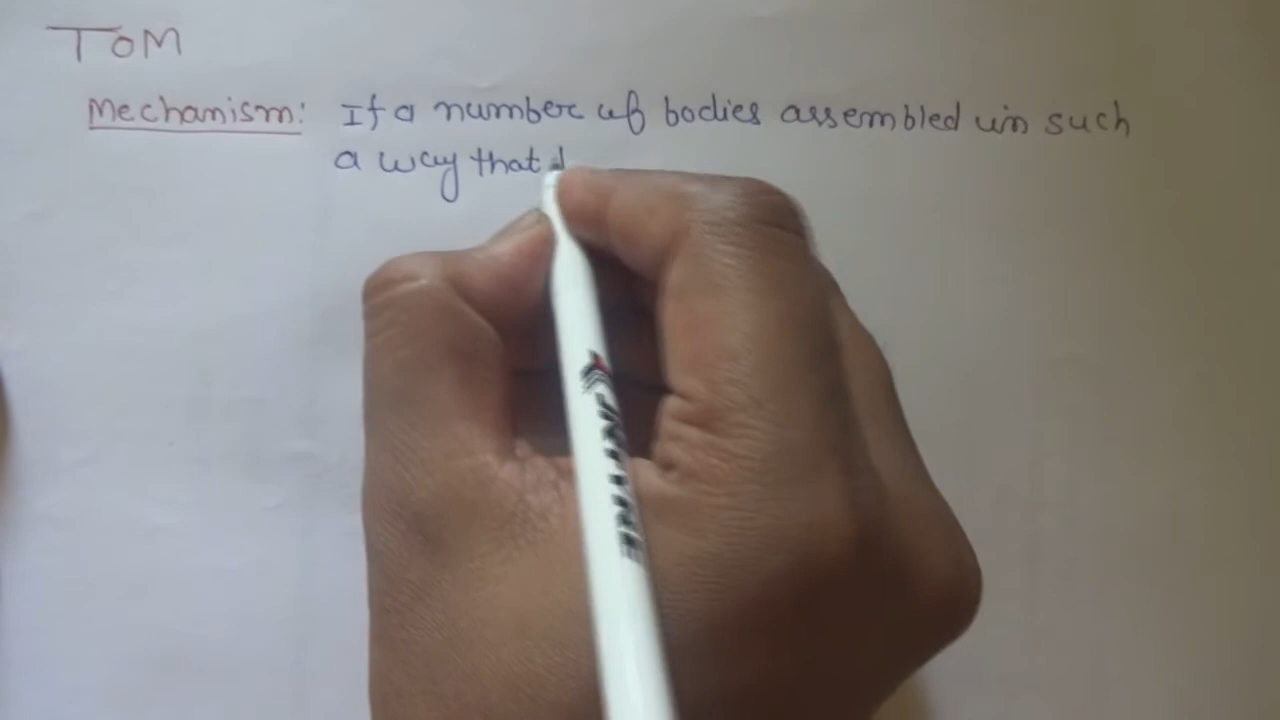 TOM
Mechanism: If a number of bodies assembled in such
a way that